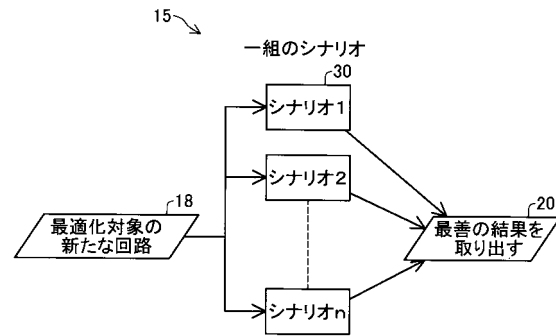 15
一組のシナリオ
30
シナリオ1
シナリオ2
18
最適化対象の
新たな回路
20
最善の結果を
取り出す
シナリオn